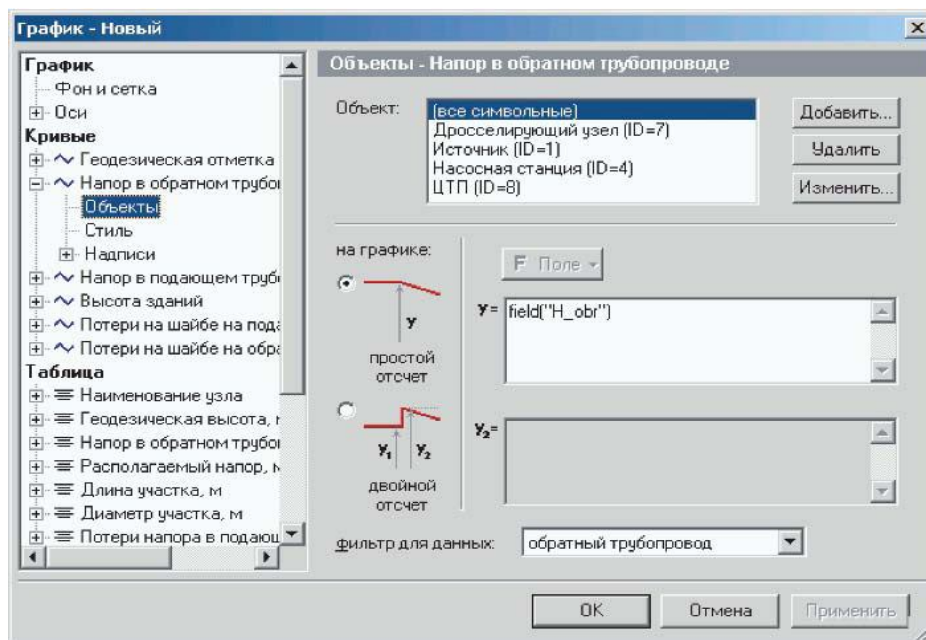 График - Новый
График
Фон и сетка
Оси
Кривые
Геодезическая отметка
Напор в обратном трубоп
Объекты
Стиль
Надписи
Напор в подающем трубо
Высота зданий
Потери на шайбе на пода
Потери на шайбе на обра
Таблица
Наименование узла
Геодезическая высота, м
Напор в обратном трубоп
Располагаемый напор, м
Длина участка, м
Диаметр участка, м
Потери напора в подающ
Объекты - Напор в обратном трубопроводе
Объект:
(все символьные)
Дросселирующий узел (ID=7)
Источник (ID=1)
Насосная станция (ID=4)
ЦТП (ID=8)
Добавить...
Удалить
Изменить...
на графике:
F Поле
y
простой
отсчет
y= field("H_obr")
y₁ y₂
двойной
отсчет
y₂=
фильтр для данных: обратный трубопровод
OK Отмена Применить